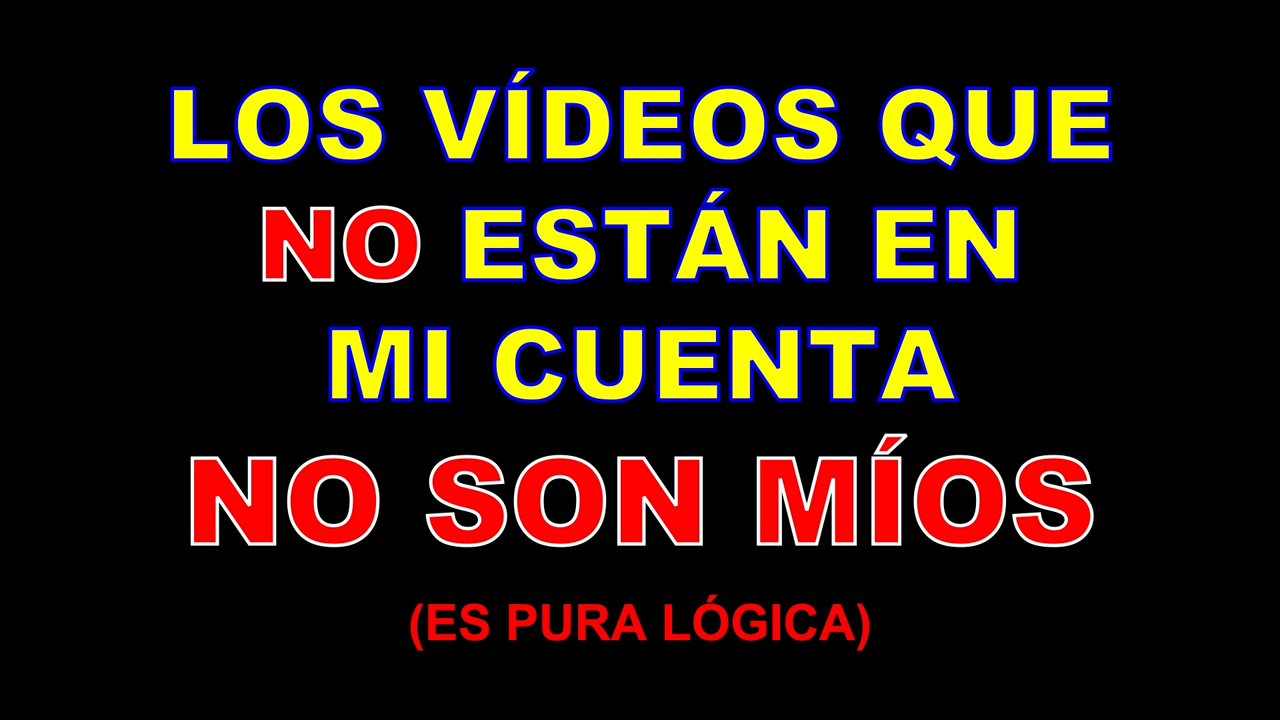 LOS VÍDEOS QUE
NO ESTÁN EN
MI CUENTA
NO SON MÍOS
(ES PURA LÓGICA)